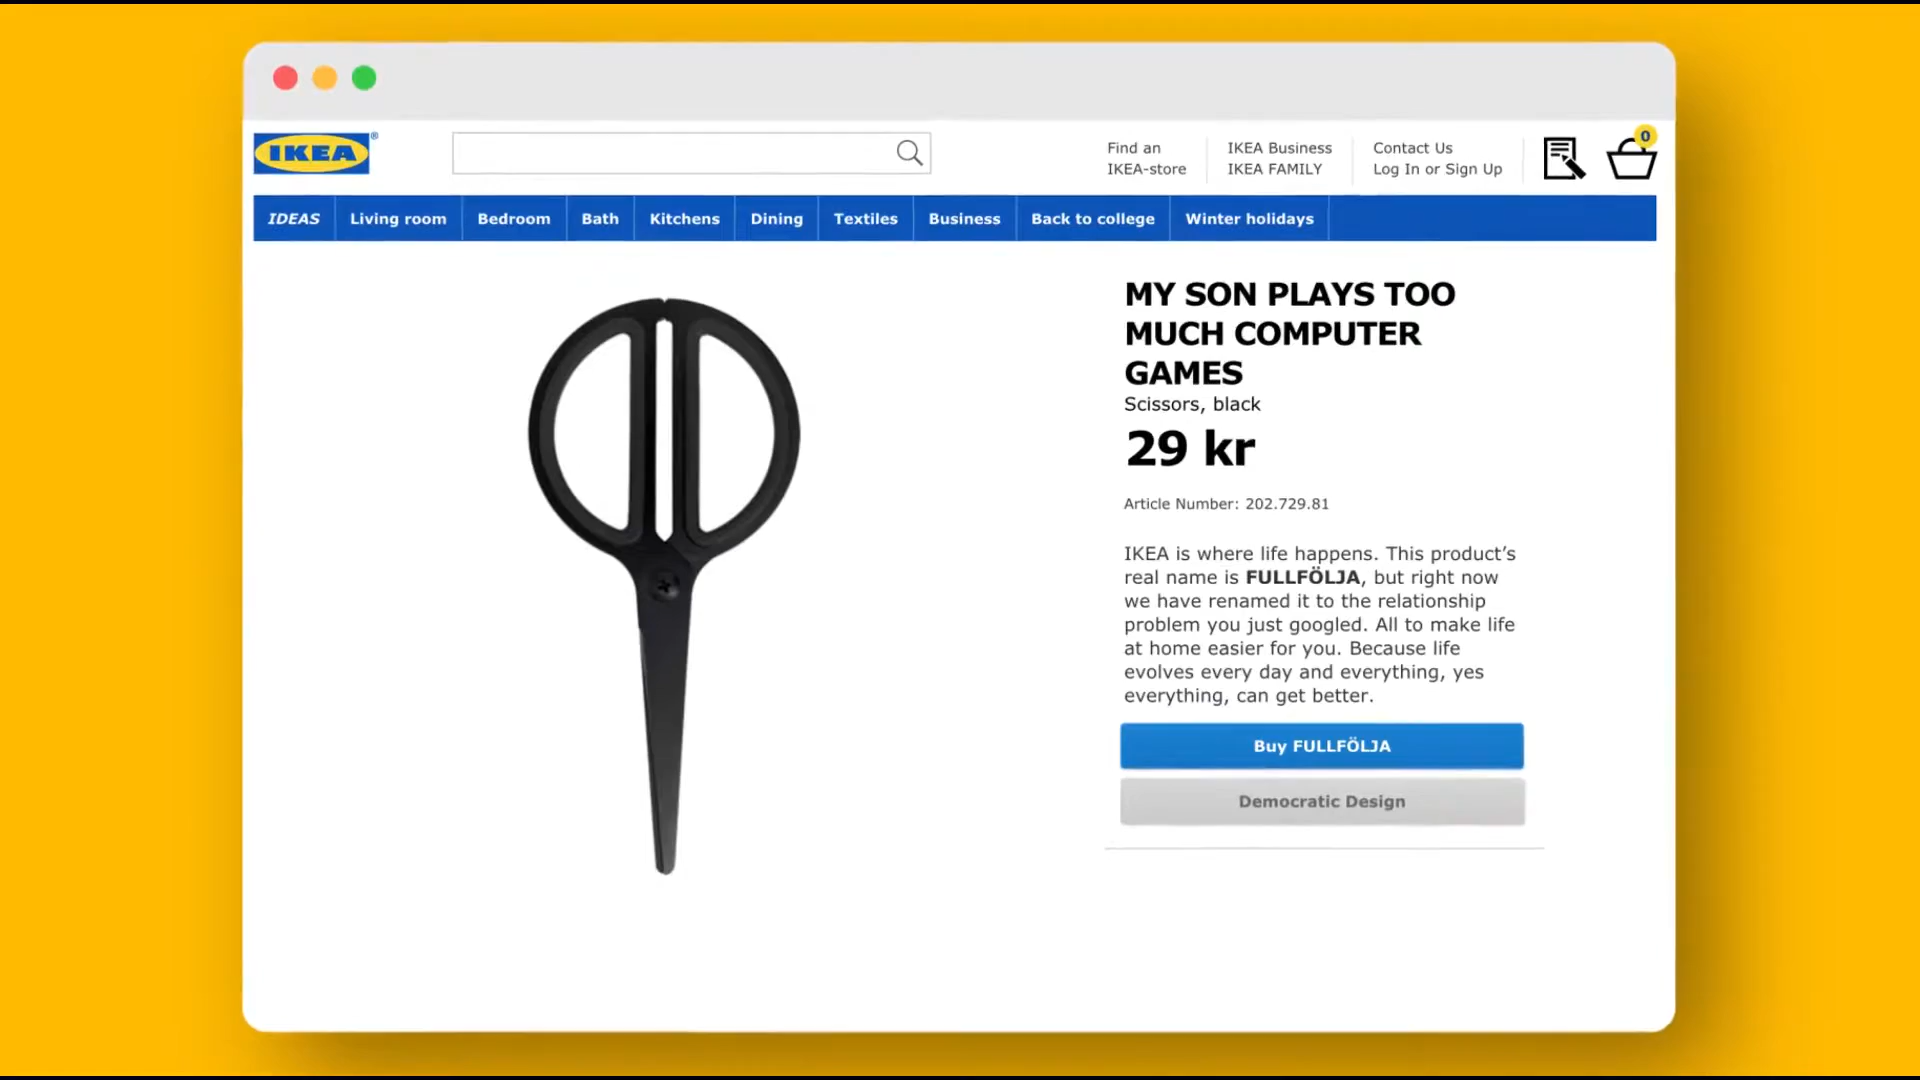 IKEA®
Find an
IKEA-store
IKEA Business
IKEA FAMILY
Contact Us
Log In or Sign Up
0
IDEAS Living room Bedroom Bath Kitchens Dining Textiles Business Back to college Winter holidays
MY SON PLAYS TOO
MUCH COMPUTER
GAMES
Scissors, black
29 kr
Article Number: 202.729.81
IKEA is where life happens. This product’s
real name is FULLFÖLJA, but right now
we have renamed it to the relationship
problem you just googled. All to make life
at home easier for you. Because life
evolves every day and everything, yes
everything, can get better.
Buy FULLFÖLJA
Democratic Design